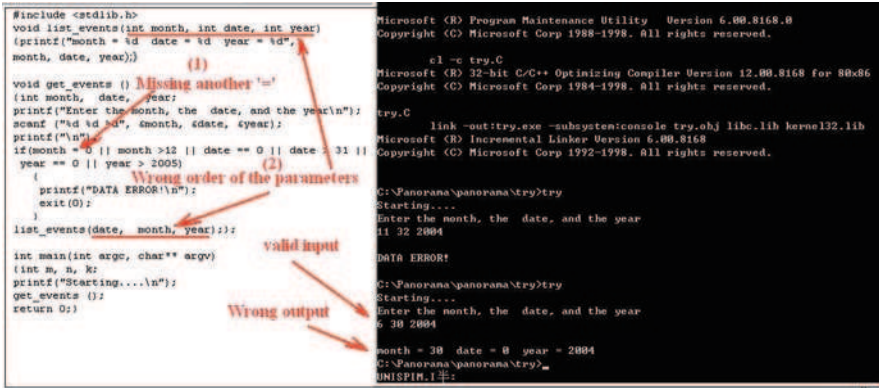 #include <stdlib.h>
void list_events(int month, int date, int year)
{printf("month = %d  date = %d  year = %d",
month, date, year);}
(1)
void get_events () Missing another '='
{int month,  date,  year;
printf("Enter the month, the  date, and the year\n");
scanf ("%d %d %d", &month, &date, &year);
printf("\n");
if(month = 0 || month >12 || date == 0 || date > 31 ||
year == 0 || year > 2005)
(2)
Wrong order of the parameters
{
printf("DATA ERROR!\n");
exit(0);
}
list_events(date,  month, year);};
valid input
int main(int argc, char** argv)
{int m, n, k;
printf("Starting....\n");
get_events ();
return 0;}
Wrong output
Microsoft (R) Program Maintenance Utility   Version 6.00.8168.0
Copyright (C) Microsoft Corp 1988-1998. All rights reserved.
cl -c try.C
Microsoft (R) 32-bit C/C++ Optimizing Compiler Version 12.00.8168 for 80x86
Copyright (C) Microsoft Corp 1984-1998. All rights reserved.
try.C
link -out:try.exe -subsystem:console try.obj libc.lib kernel32.lib
Microsoft (R) Incremental Linker Version 6.00.8168
Copyright (C) Microsoft Corp 1992-1998. All rights reserved.
C:\Panorama\panorama\try>try
Starting....
Enter the month, the  date, and the year
11 32 2004
DATA ERROR!
C:\Panorama\panorama\try>try
Starting....
Enter the month, the  date, and the year
6 30 2004
month = 30  date = 0  year = 2004
C:\Panorama\panorama\try>_
UNISPIM.I半: